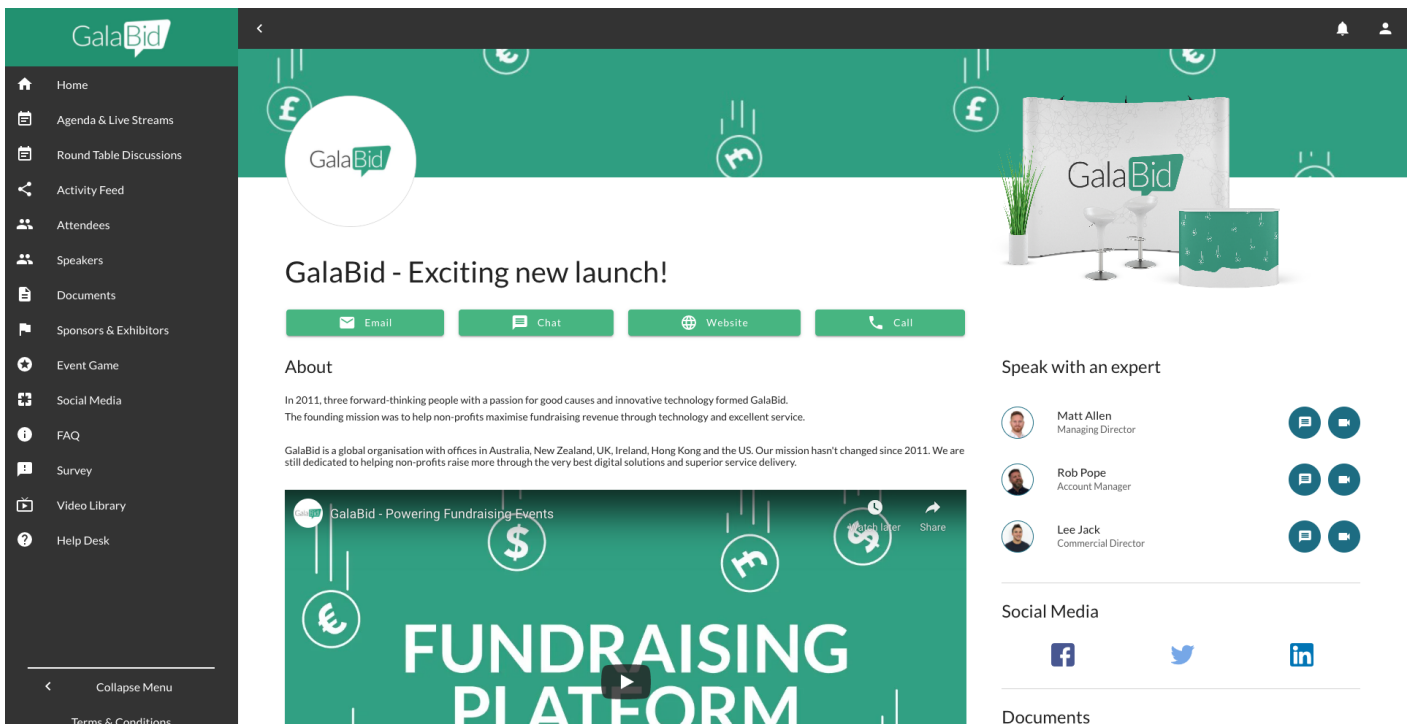 GalaBid
Home
Agenda & Live Streams
Round Table Discussions
Activity Feed
Attendees
Speakers
Documents
Sponsors & Exhibitors
Event Game
Social Media
FAQ
Survey
Video Library
Help Desk
Collapse Menu
Terms & Conditions
GalaBid
GalaBid
GalaBid - Exciting new launch!
Email
Chat
Website
Call
About
In 2011, three forward-thinking people with a passion for good causes and innovative technology formed GalaBid.
The founding mission was to help non-profits maximise fundraising revenue through technology and excellent service.
GalaBid is a global organisation with offices in Australia, New Zealand, UK, Ireland, Hong Kong and the US. Our mission hasn't changed since 2011. We are
still dedicated to helping non-profits raise more through the very best digital solutions and superior service delivery.
GalaBid
GalaBid - Powering Fundraising Events
Watch later
Share
FUNDRAISING
PLATFORM
Speak with an expert
Matt Allen
Managing Director
Rob Pope
Account Manager
Lee Jack
Commercial Director
Social Media
Documents